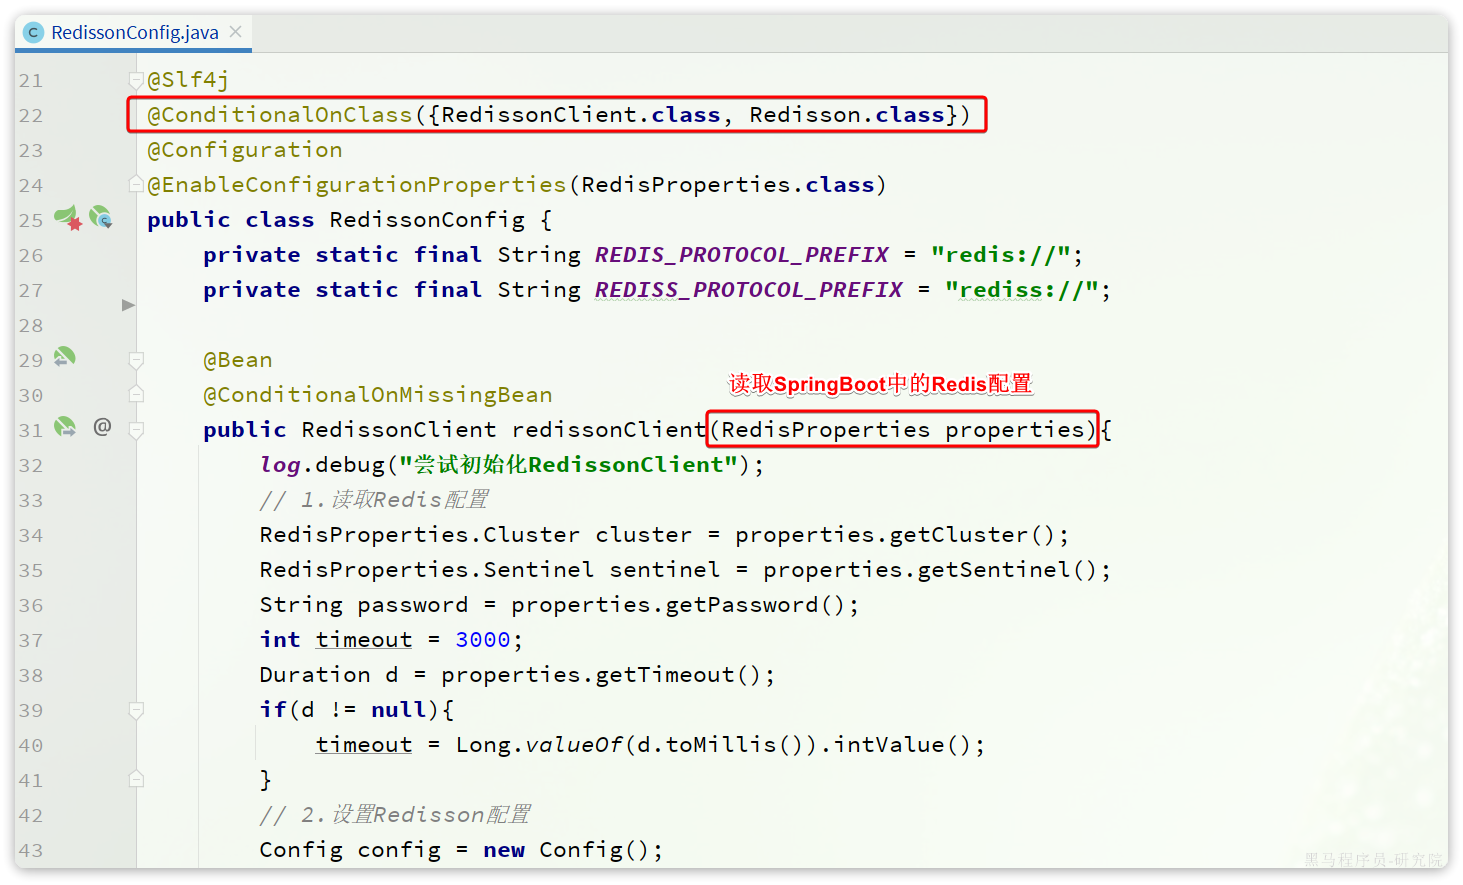 RedissonConfig.java
21 @Slf4j
22 @ConditionalOnClass({RedissonClient.class, Redisson.class})
23 @Configuration
24 @EnableConfigurationProperties(RedisProperties.class)
25 public class RedissonConfig {
26 private static final String REDIS_PROTOCOL_PREFIX = "redis://";
27 private static final String REDISS_PROTOCOL_PREFIX = "rediss://";
28
29 @Bean
读取SpringBoot中的Redis配置
30 @ConditionalOnMissingBean
31 @ public RedissonClient redissonClient(RedisProperties properties){
32 log.debug("尝试初始化RedissonClient");
33 // 1.读取Redis配置
34 RedisProperties.Cluster cluster = properties.getCluster();
35 RedisProperties.Sentinel sentinel = properties.getSentinel();
36 String password = properties.getPassword();
37 int timeout = 3000;
38 Duration d = properties.getTimeout();
39 if(d != null){
40 timeout = Long.valueOf(d.toMillis()).intValue();
41 }
42 // 2.设置Redisson配置
43 Config config = new Config();
黑马程序员-研究院